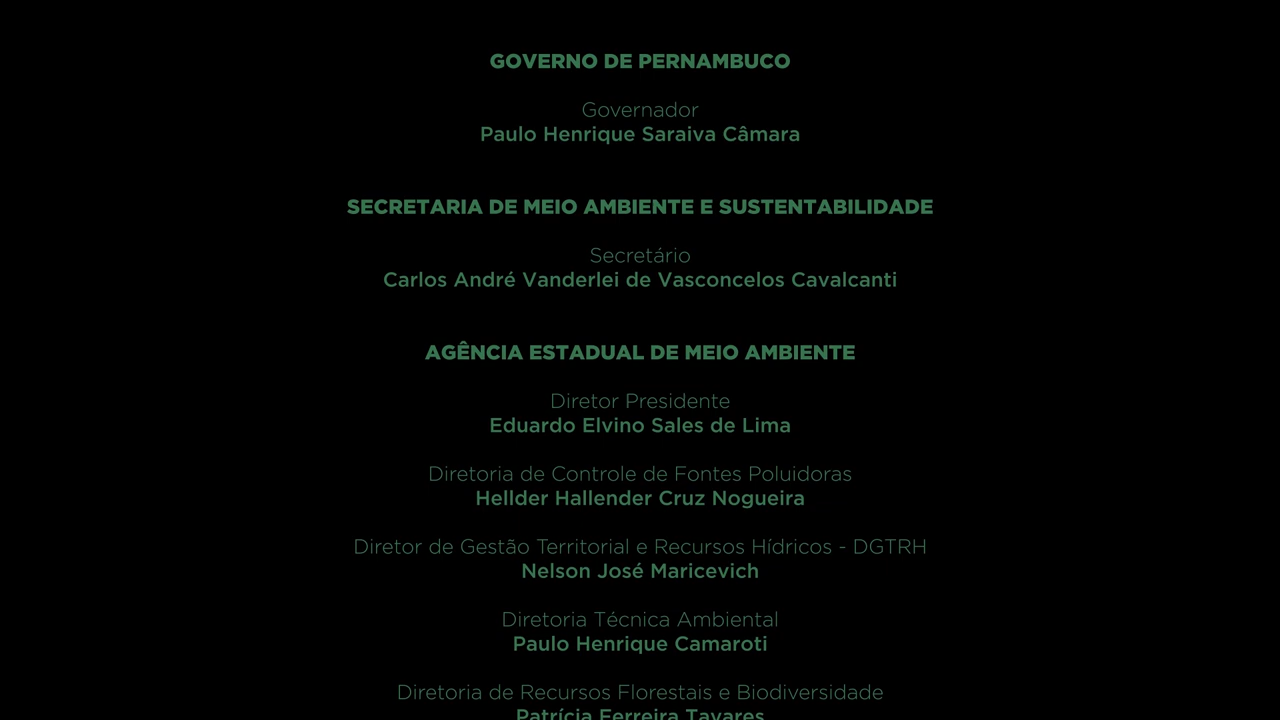 GOVERNO DE PERNAMBUCO
Governador
Paulo Henrique Saraiva Câmara
SECRETARIA DE MEIO AMBIENTE E SUSTENTABILIDADE
Secretário
Carlos André Vanderlei de Vasconcelos Cavalcanti
AGÊNCIA ESTADUAL DE MEIO AMBIENTE
Diretor Presidente
Eduardo Elvino Sales de Lima
Diretoria de Controle de Fontes Poluidoras
Hellder Hallender Cruz Nogueira
Diretor de Gestão Territorial e Recursos Hídricos - DGTRH
Nelson José Maricevich
Diretoria Técnica Ambiental
Paulo Henrique Camaroti
Diretoria de Recursos Florestais e Biodiversidade
Patrícia Ferreira Tavares